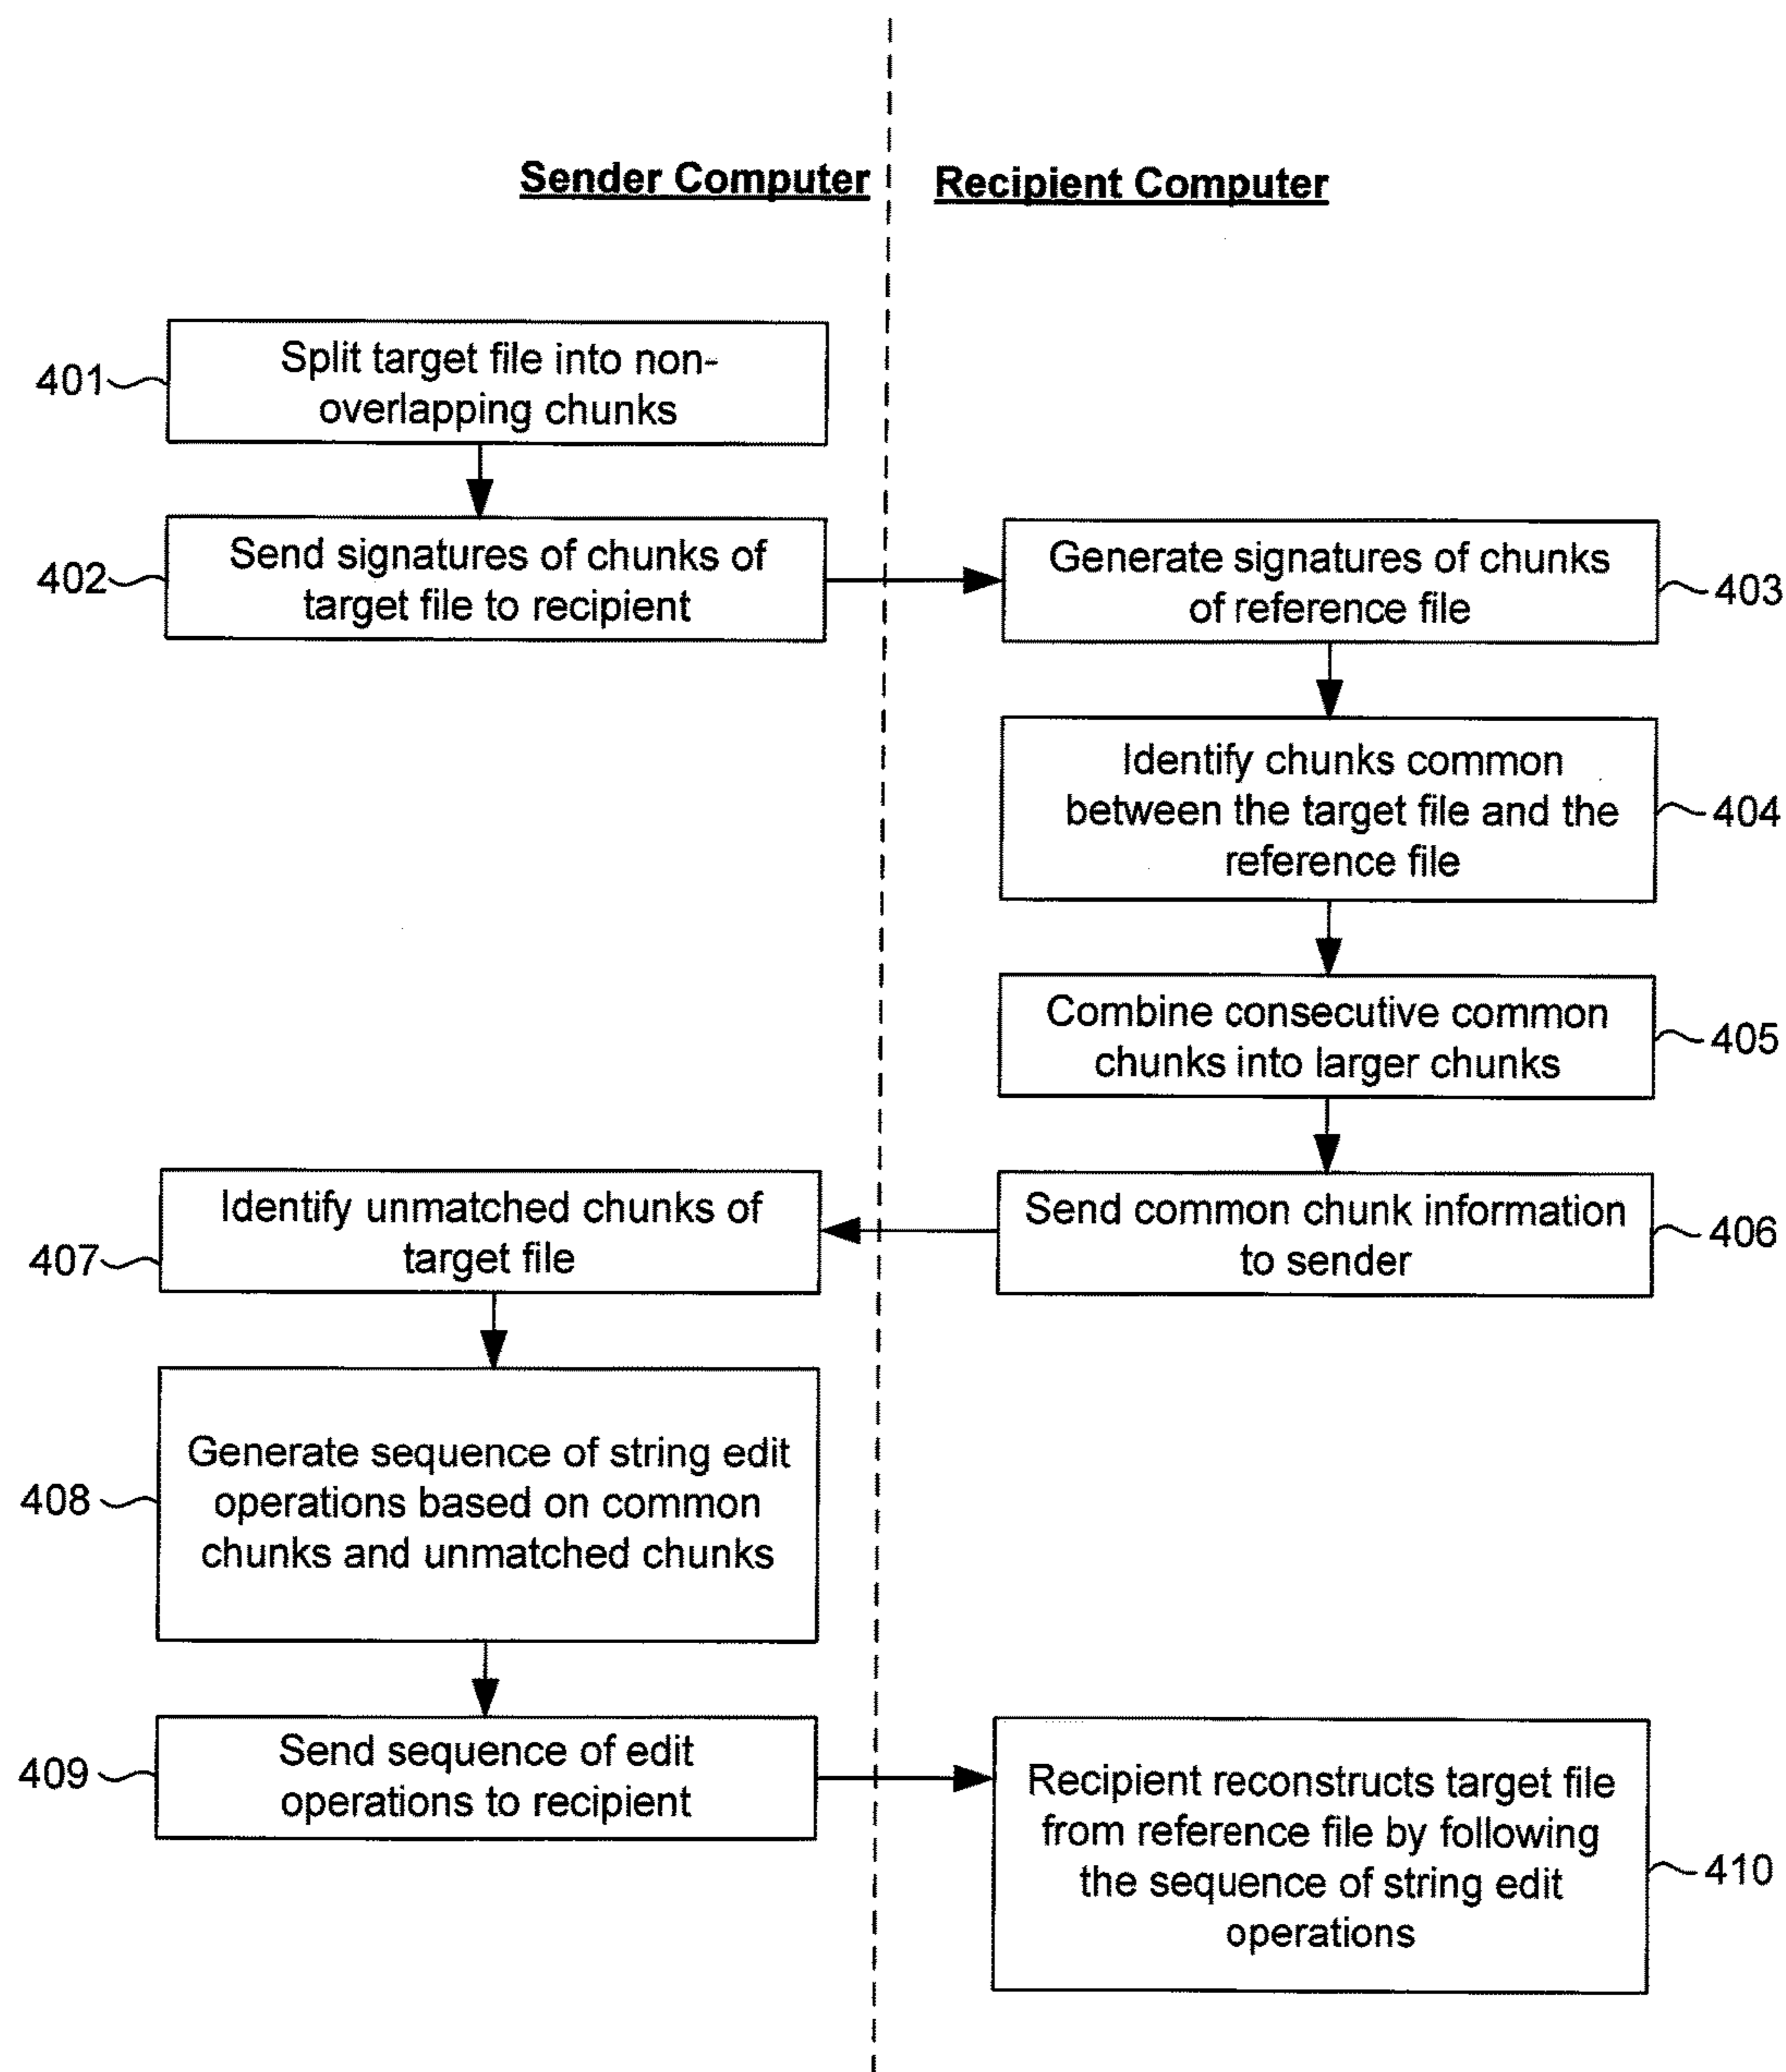 Sender Computer
Recipient Computer
401
Split target file into non-
overlapping chunks
402
Send signatures of chunks of
target file to recipient
Generate signatures of chunks
of reference file
403
Identify chunks common
between the target file and the
reference file
404
Combine consecutive common
chunks into larger chunks
405
Send common chunk information
to sender
406
Identify unmatched chunks of
target file
407
Generate sequence of string edit
operations based on common
chunks and unmatched chunks
408
Send sequence of edit
operations to recipient
409
Recipient reconstructs target file
from reference file by following
the sequence of string edit
operations
410